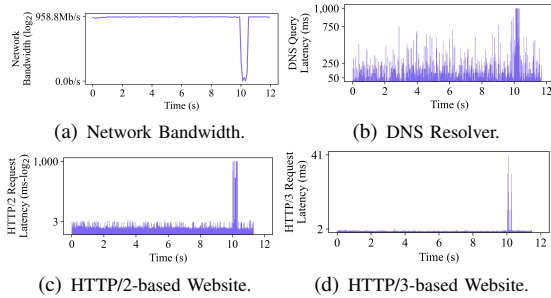 Network
Bandwidth (log2)
958.8Mb/s
0.0b/s
0 2 4 6 8 10 12
Time (s)
(a) Network Bandwidth.
DNS Query
Latency (ms)
1,000
750
250
50
0 2 4 6 8 10 12
Time (s)
(b) DNS Resolver.
HTTP/2 Request
Latency (ms-log2)
1,000
3
0 2 4 6 8 10 12
Time (s)
(c) HTTP/2-based Website.
HTTP/3 Request
Latency (ms)
41
2
0 2 4 6 8 10 12
Time (s)
(d) HTTP/3-based Website.